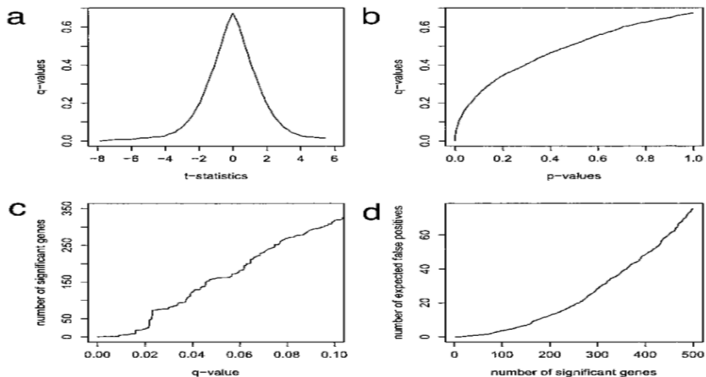 a
b
q-values
0.0 0.2 0.4 0.6
-8 -6 -4 -2 0 2 4 6
t-statistics
q-values
0.0 0.2 0.4 0.6
0.0 0.2 0.4 0.6 0.8 1.0
p-values
c
d
number of significant genes
0 50 150 250 350
0.00 0.02 0.04 0.06 0.08 0.10
q-value
number of expected false positives
0 20 40 60
0 100 200 300 400 500
number of significant genes